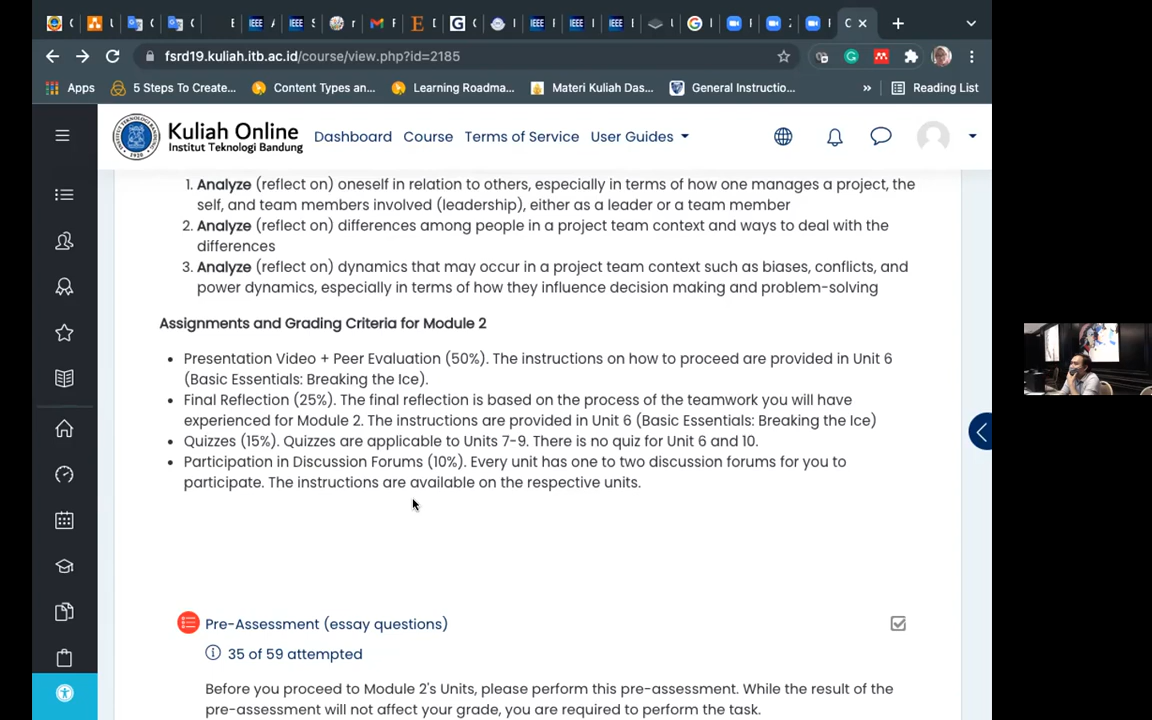 fsrd19.kuliah.itb.ac.id/course/view.php?id=2185
Apps 5 Steps To Create... Content Types an... Learning Roadma... Materi Kuliah Das... General Instructio... » Reading List
Kuliah Online
Institut Teknologi Bandung
Dashboard Course Terms of Service User Guides
1. Analyze (reflect on) oneself in relation to others, especially in terms of how one manages a project, the
self, and team members involved (leadership), either as a leader or a team member
2. Analyze (reflect on) differences among people in a project team context and ways to deal with the
differences
3. Analyze (reflect on) dynamics that may occur in a project team context such as biases, conflicts, and
power dynamics, especially in terms of how they influence decision making and problem-solving
Assignments and Grading Criteria for Module 2
• Presentation Video + Peer Evaluation (50%). The instructions on how to proceed are provided in Unit 6
(Basic Essentials: Breaking the Ice).
• Final Reflection (25%). The final reflection is based on the process of the teamwork you will have
experienced for Module 2. The instructions are provided in Unit 6 (Basic Essentials: Breaking the Ice)
• Quizzes (15%). Quizzes are applicable to Units 7-9. There is no quiz for Unit 6 and 10.
• Participation in Discussion Forums (10%). Every unit has one to two discussion forums for you to
participate. The instructions are available on the respective units.
Pre-Assessment (essay questions)
35 of 59 attempted
Before you proceed to Module 2's Units, please perform this pre-assessment. While the result of the
pre-assessment will not affect your grade, you are required to perform the task.